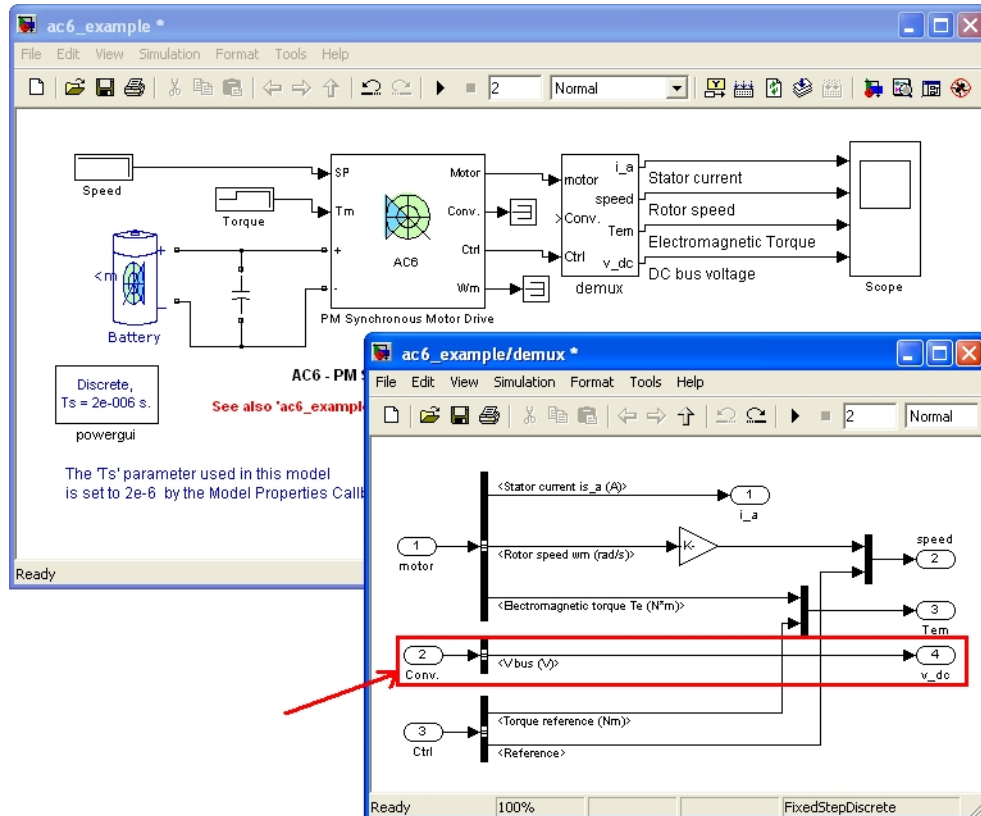 ac6_example *
File Edit View Simulation Format Tools Help
2 Normal
Speed
Torque
SP
Tm
+
-
Motor
Conv.
Ctrl
Wm
AC6
PM Synchronous Motor Drive
motor
Conv.
Ctrl
i_a
speed
Tem
v_dc
demux
Stator current
Rotor speed
Electromagnetic Torque
DC bus voltage
Scope
<m
+
-
Battery
Discrete,
Ts = 2e-006 s.
powergui
AC6 - PM
See also 'ac6_example
The 'Ts' parameter used in this model
is set to 2e-6 by the Model Properties Callb
Ready
ac6_example/demux *
File Edit View Simulation Format Tools Help
2 Normal
<Stator current is_a (A)>
1
i_a
1
motor
<Rotor speed wm (rad/s)>
K-
speed
2
<Electromagnetic torque Te (N*m)>
3
Tem
2
Conv.
<Vbus (V)>
4
v_dc
3
Ctrl
<Torque reference (Nm)>
<Reference>
Ready 100% FixedStepDiscrete